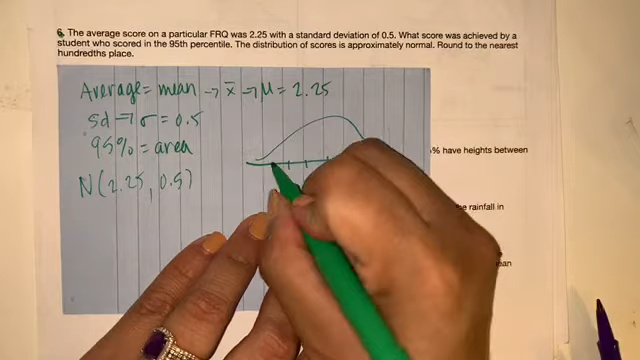 6. The average score on a particular FRQ was 2.25 with a standard deviation of 0.5. What score was achieved by a
student who scored in the 95th percentile. The distribution of scores is approximately normal. Round to the nearest
hundredths place.
Average = mean → x̄ → μ = 2.25
sd → σ = 0.5
95% = area
N(2.25, 0.5)
% have heights between
the rainfall in